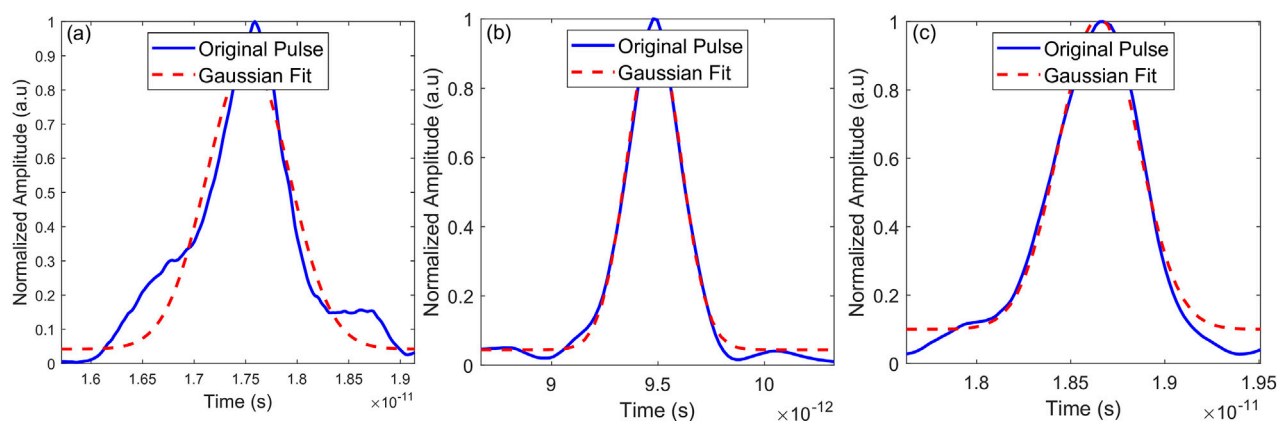 (a)
Original Pulse
Gaussian Fit
Normalized Amplitude (a.u)
1
0.9
0.8
0.7
0.6
0.5
0.4
0.3
0.2
0.1
0
1.6
1.65
1.7
1.75
1.8
1.85
1.9
Time (s)
×10-11
(b)
Original Pulse
Gaussian Fit
Normalized Amplitude (a.u)
1
0.8
0.6
0.4
0.2
0
9
9.5
10
Time (s)
×10-12
(c)
Original Pulse
Gaussian Fit
Normalized Amplitude (a.u)
1
0.8
0.6
0.4
0.2
0
1.8
1.85
1.9
1.95
Time (s)
×10-11